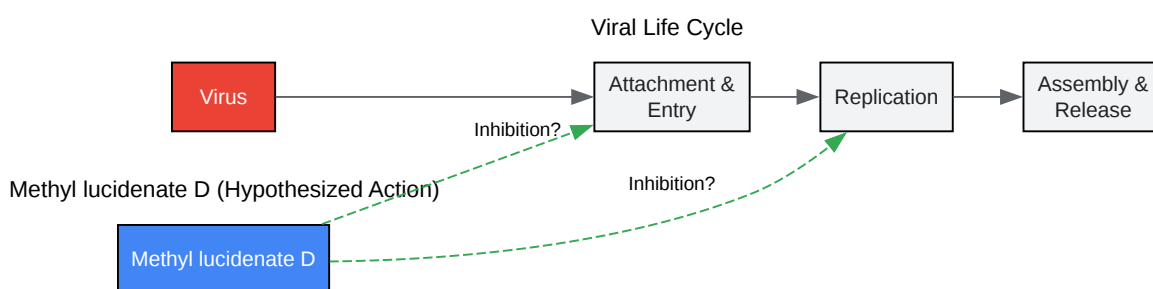 Viral Life Cycle
Virus
Attachment &
Entry
Replication
Assembly &
Release
Inhibition?
Inhibition?
Methyl lucidenate D (Hypothesized Action)
Methyl lucidenate D